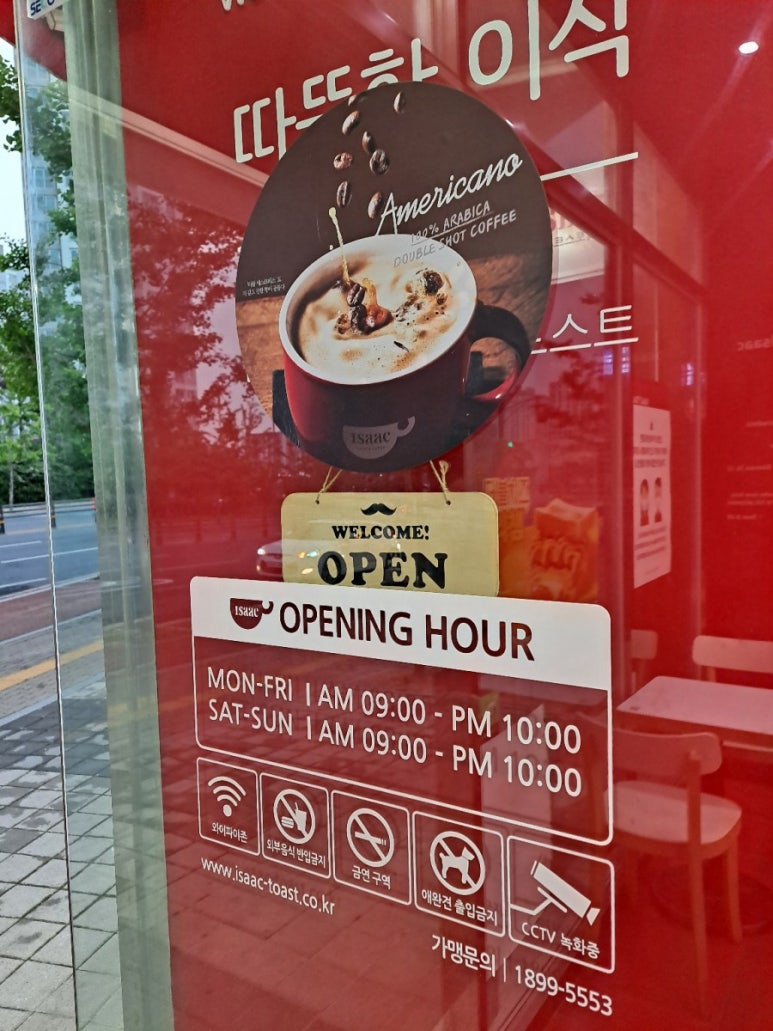 따뜻한 이식
Americano
100% ARABICA
DOUBLE SHOT COFFEE
스트
isaac
WELCOME!
OPEN
isaac OPENING HOUR
MON-FRI | AM 09:00 - PM 10:00
SAT-SUN | AM 09:00 - PM 10:00
와이파이존
외부음식 반입금지
금연 구역
애완견 출입금지
CCTV 녹화중
www.isaac-toast.co.kr
가맹문의 | 1899-5553